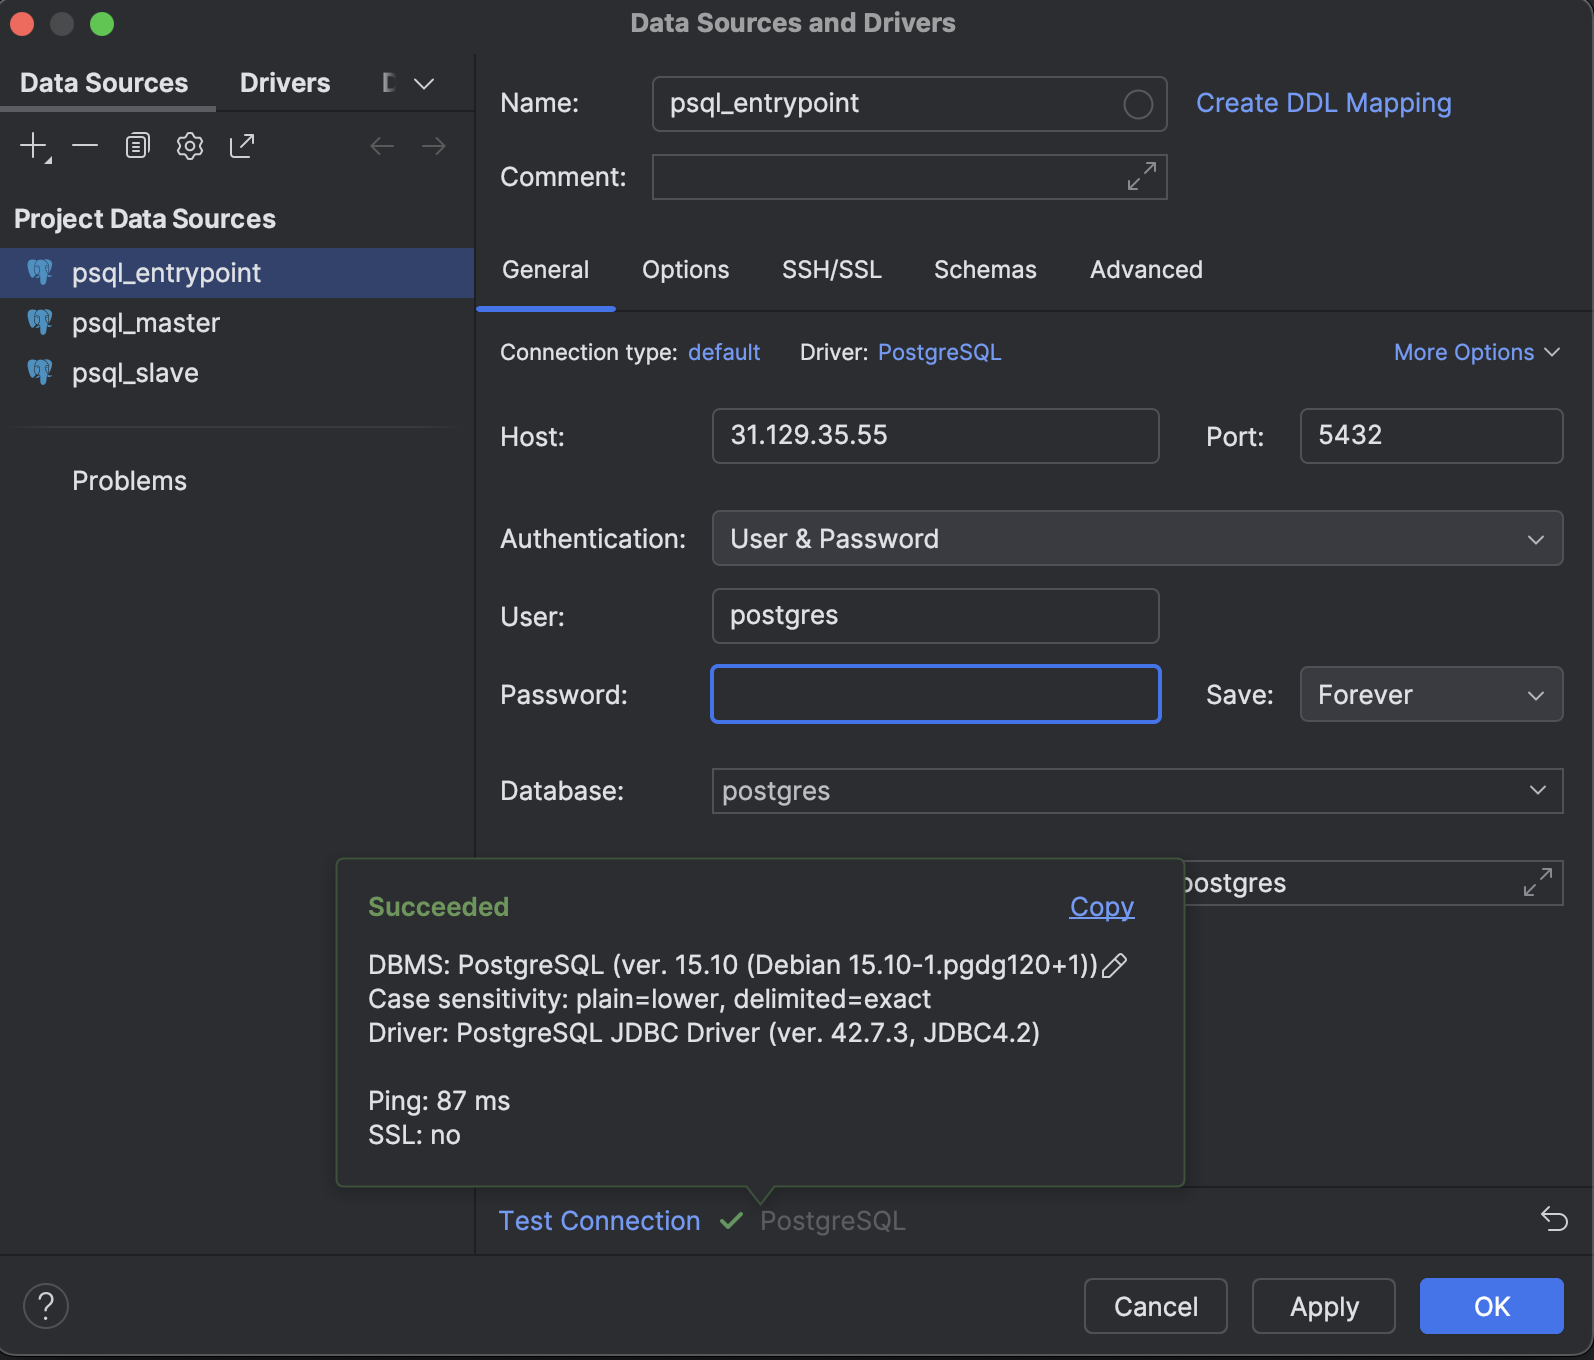 Data Sources and Drivers
Data Sources
Drivers
Project Data Sources
psql_entrypoint
psql_master
psql_slave
Problems
Name:
psql_entrypoint
Create DDL Mapping
Comment:
General
Options
SSH/SSL
Schemas
Advanced
Connection type: default
Driver: PostgreSQL
More Options
Host:
31.129.35.55
Port:
5432
Authentication:
User & Password
User:
postgres
Password:
Save:
Forever
Database:
postgres
postgres
Succeeded
Copy
DBMS: PostgreSQL (ver. 15.10 (Debian 15.10-1.pgdg120+1))
Case sensitivity: plain=lower, delimited=exact
Driver: PostgreSQL JDBC Driver (ver. 42.7.3, JDBC4.2)
Ping: 87 ms
SSL: no
Test Connection
PostgreSQL
?
Cancel
Apply
OK